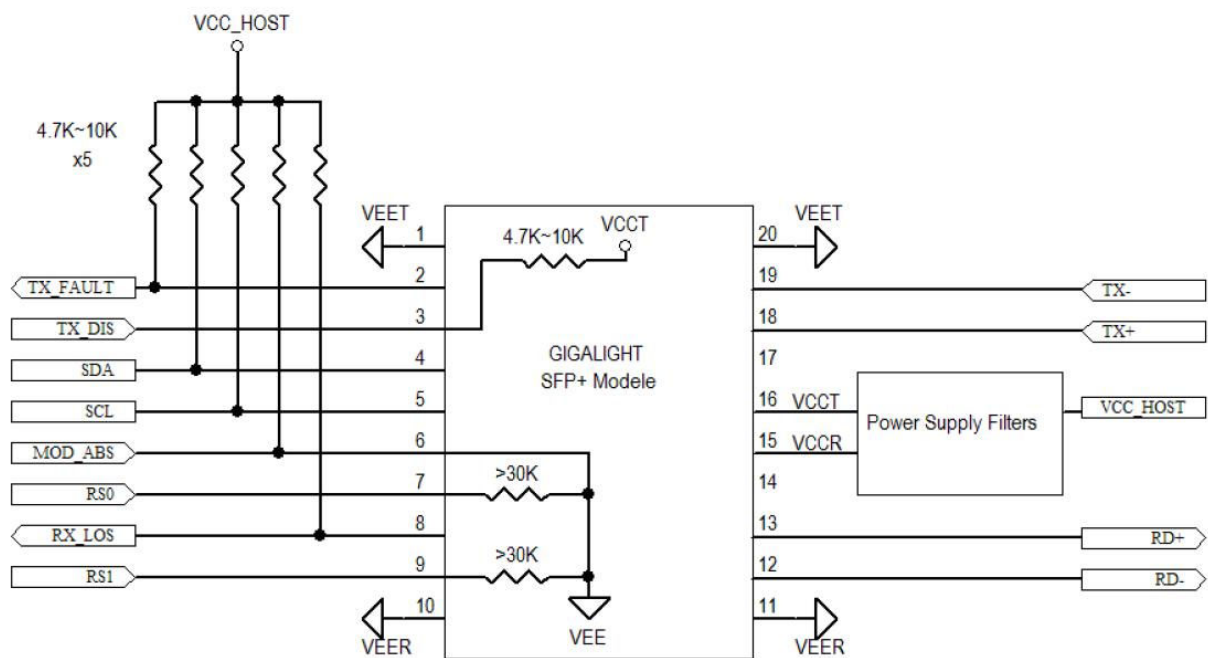 VCC_HOST
4.7K~10K
x5
VEET
1
4.7K~10K
VCCT
20
VEET
TX_FAULT
2
19
TX-
TX_DIS
3
18
TX+
SDA
4
GIGALIGHT
SFP+ Modele
17
SCL
5
16
VCCT
Power Supply Filters
VCC_HOST
MOD_ABS
6
15
VCCR
RS0
7
>30K
14
RX_LOS
8
13
RD+
RS1
9
>30K
12
RD-
10
VEER
VEE
11
VEER